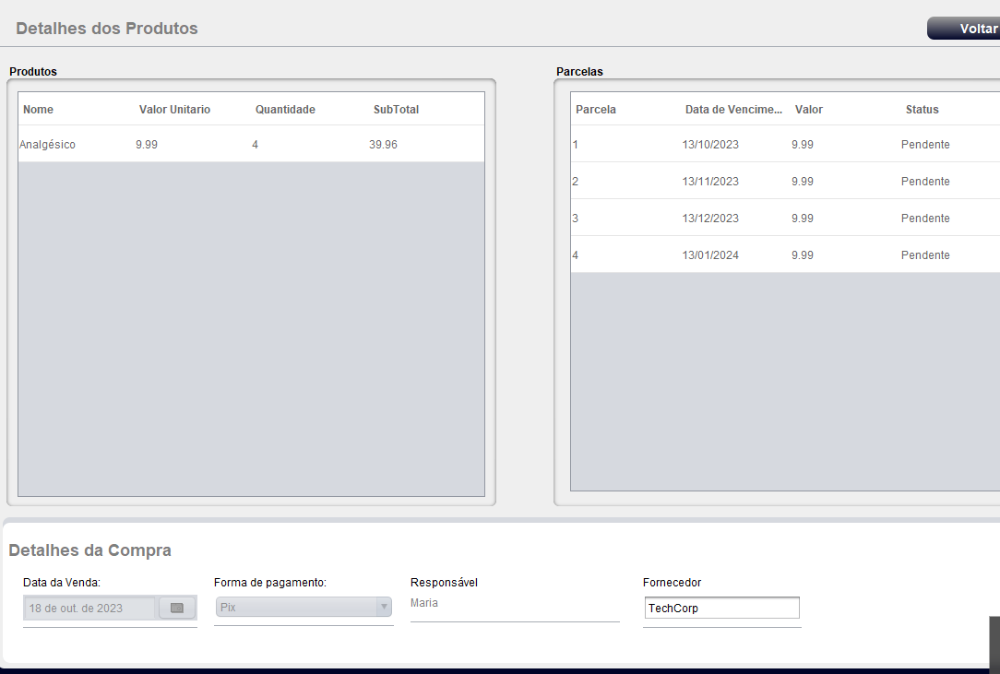 Detalhes dos Produtos
Voltar
Produtos
Nome Valor Unitario Quantidade SubTotal
Analgésico 9.99 4 39.96
Parcelas
Parcela Data de Vencime... Valor Status
1 13/10/2023 9.99 Pendente
2 13/11/2023 9.99 Pendente
3 13/12/2023 9.99 Pendente
4 13/01/2024 9.99 Pendente
Detalhes da Compra
Data da Venda: Forma de pagamento: Responsável Fornecedor
18 de out. de 2023 Pix Maria TechCorp